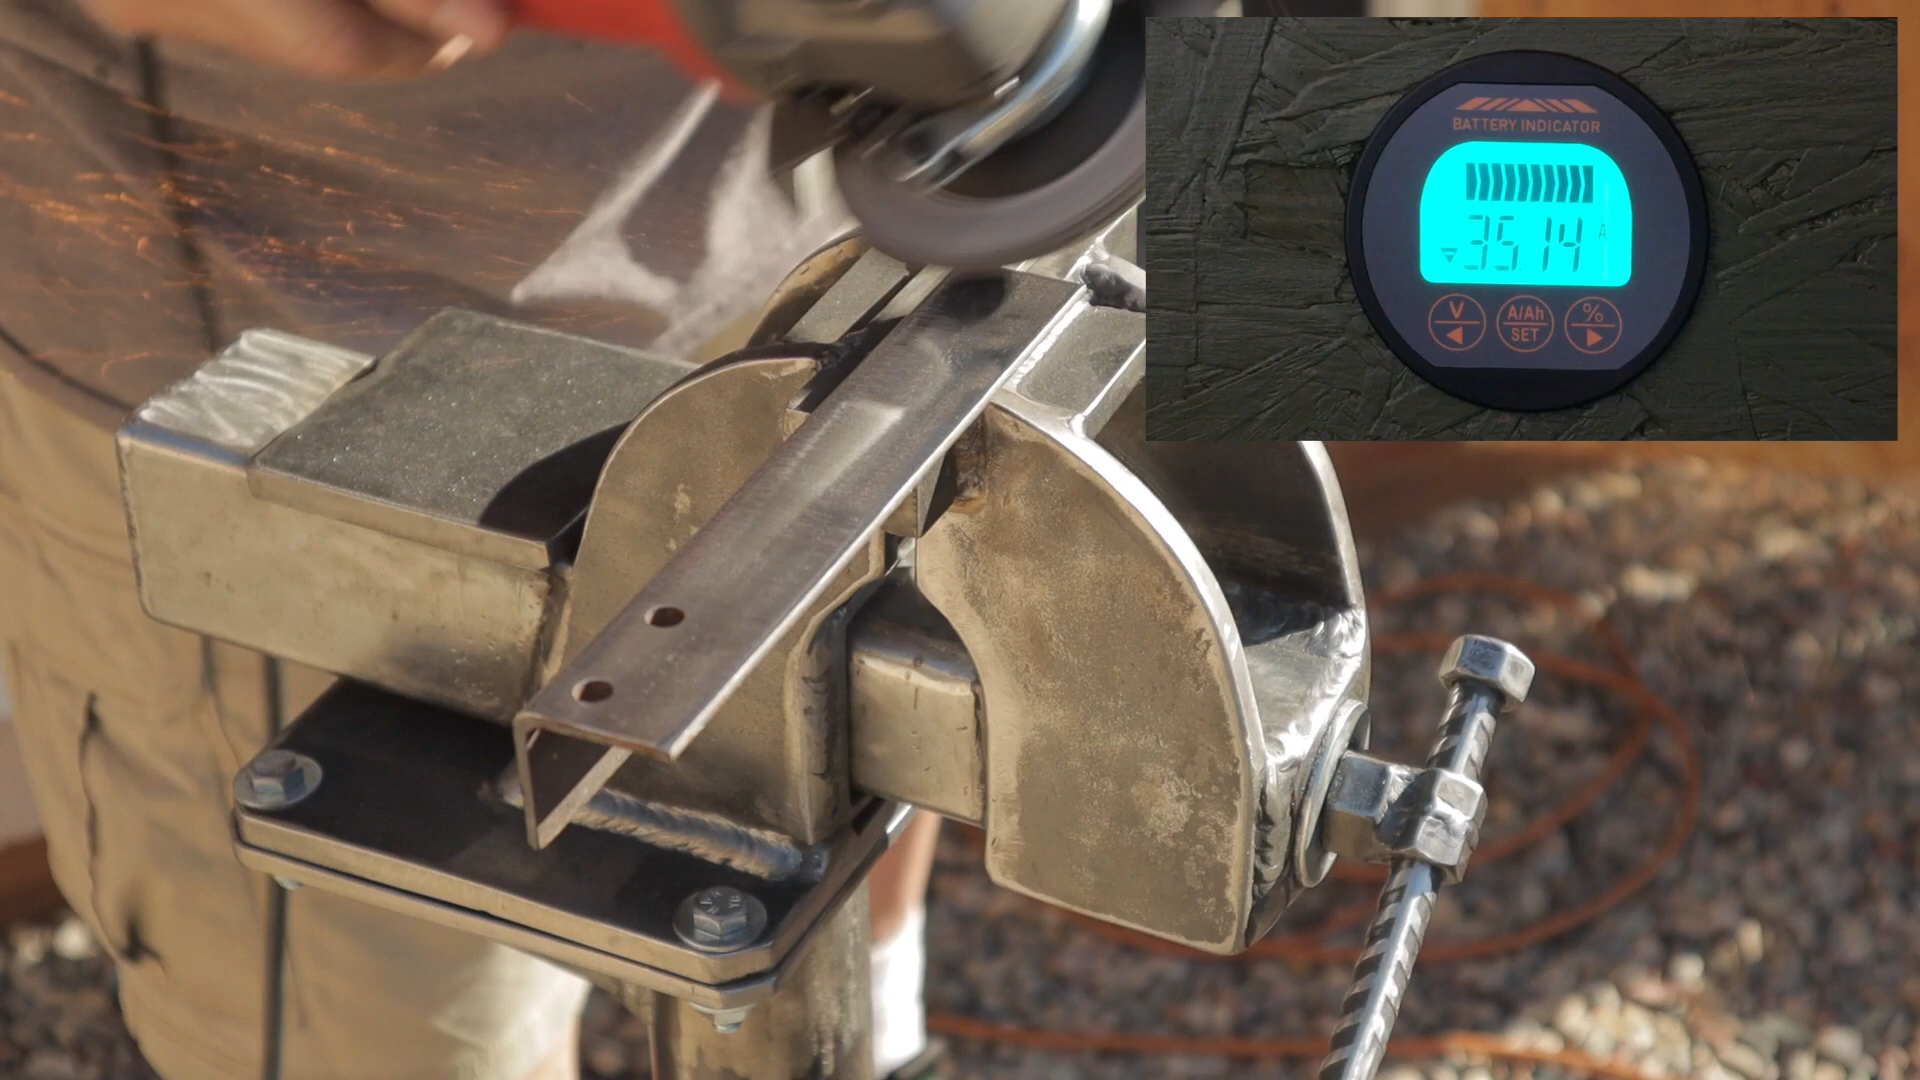 BATTERY INDICATOR
35.14 A
V A/Ah %
SET